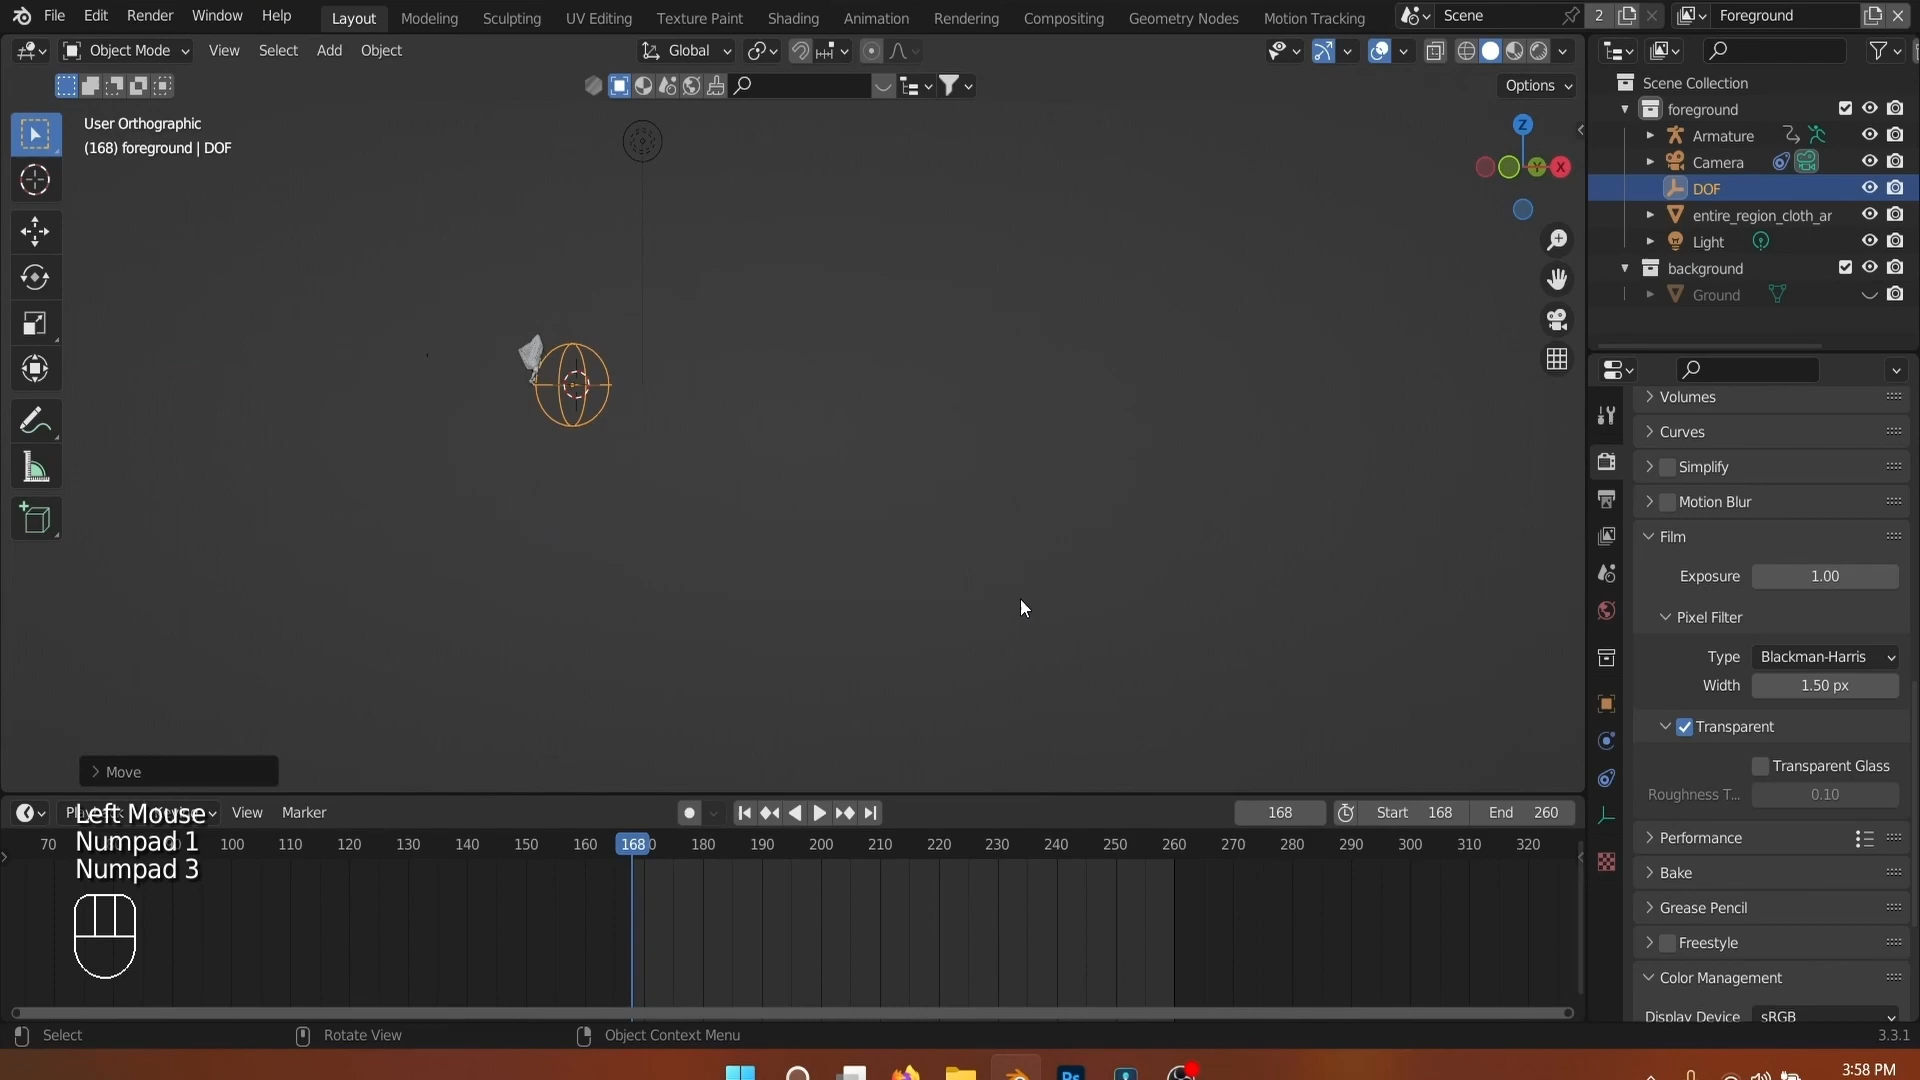 File Edit Render Window Help Layout Modeling Sculpting UV Editing Texture Paint Shading Animation Rendering Compositing Geometry Nodes Motion Tracking Scene 2 Foreground
Object Mode View Select Add Object Global
Options
User Orthographic
(168) foreground | DOF
Z
Y
X
Scene Collection
foreground
Armature
Camera
DOF
entire_region_cloth_ar
Light
background
Ground
Volumes
Curves
Simplify
Motion Blur
Film
Exposure 1.00
Pixel Filter
Type Blackman-Harris
Width 1.50 px
Transparent
Transparent Glass
Roughness T... 0.10
Performance
Bake
Grease Pencil
Freestyle
Color Management
Display Device sRGB
Move
View Marker 168 Start 168 End 260
Left Mouse
Numpad 1
Numpad 3
70 100 110 120 130 140 150 160 168 180 190 200 210 220 230 240 250 260 270 280 290 300 310 320
Select Rotate View Object Context Menu 3.3.1
Ps
3:58 PM